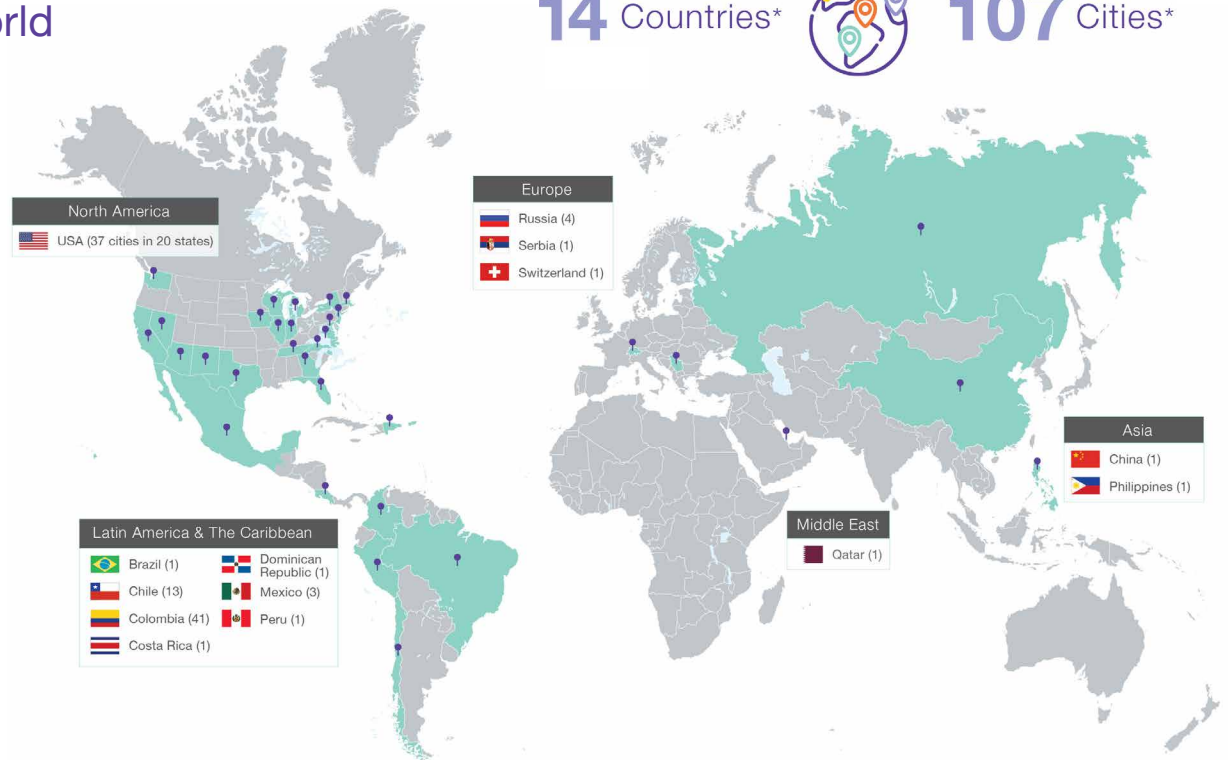 14 Countries*
107 Cities*
North America
USA (37 cities in 20 states)
Europe
Russia (4)
Serbia (1)
Switzerland (1)
Asia
China (1)
Philippines (1)
Middle East
Qatar (1)
Latin America & The Caribbean
Brazil (1)
Chile (13)
Colombia (41)
Costa Rica (1)
Dominican
Republic (1)
Mexico (3)
Peru (1)